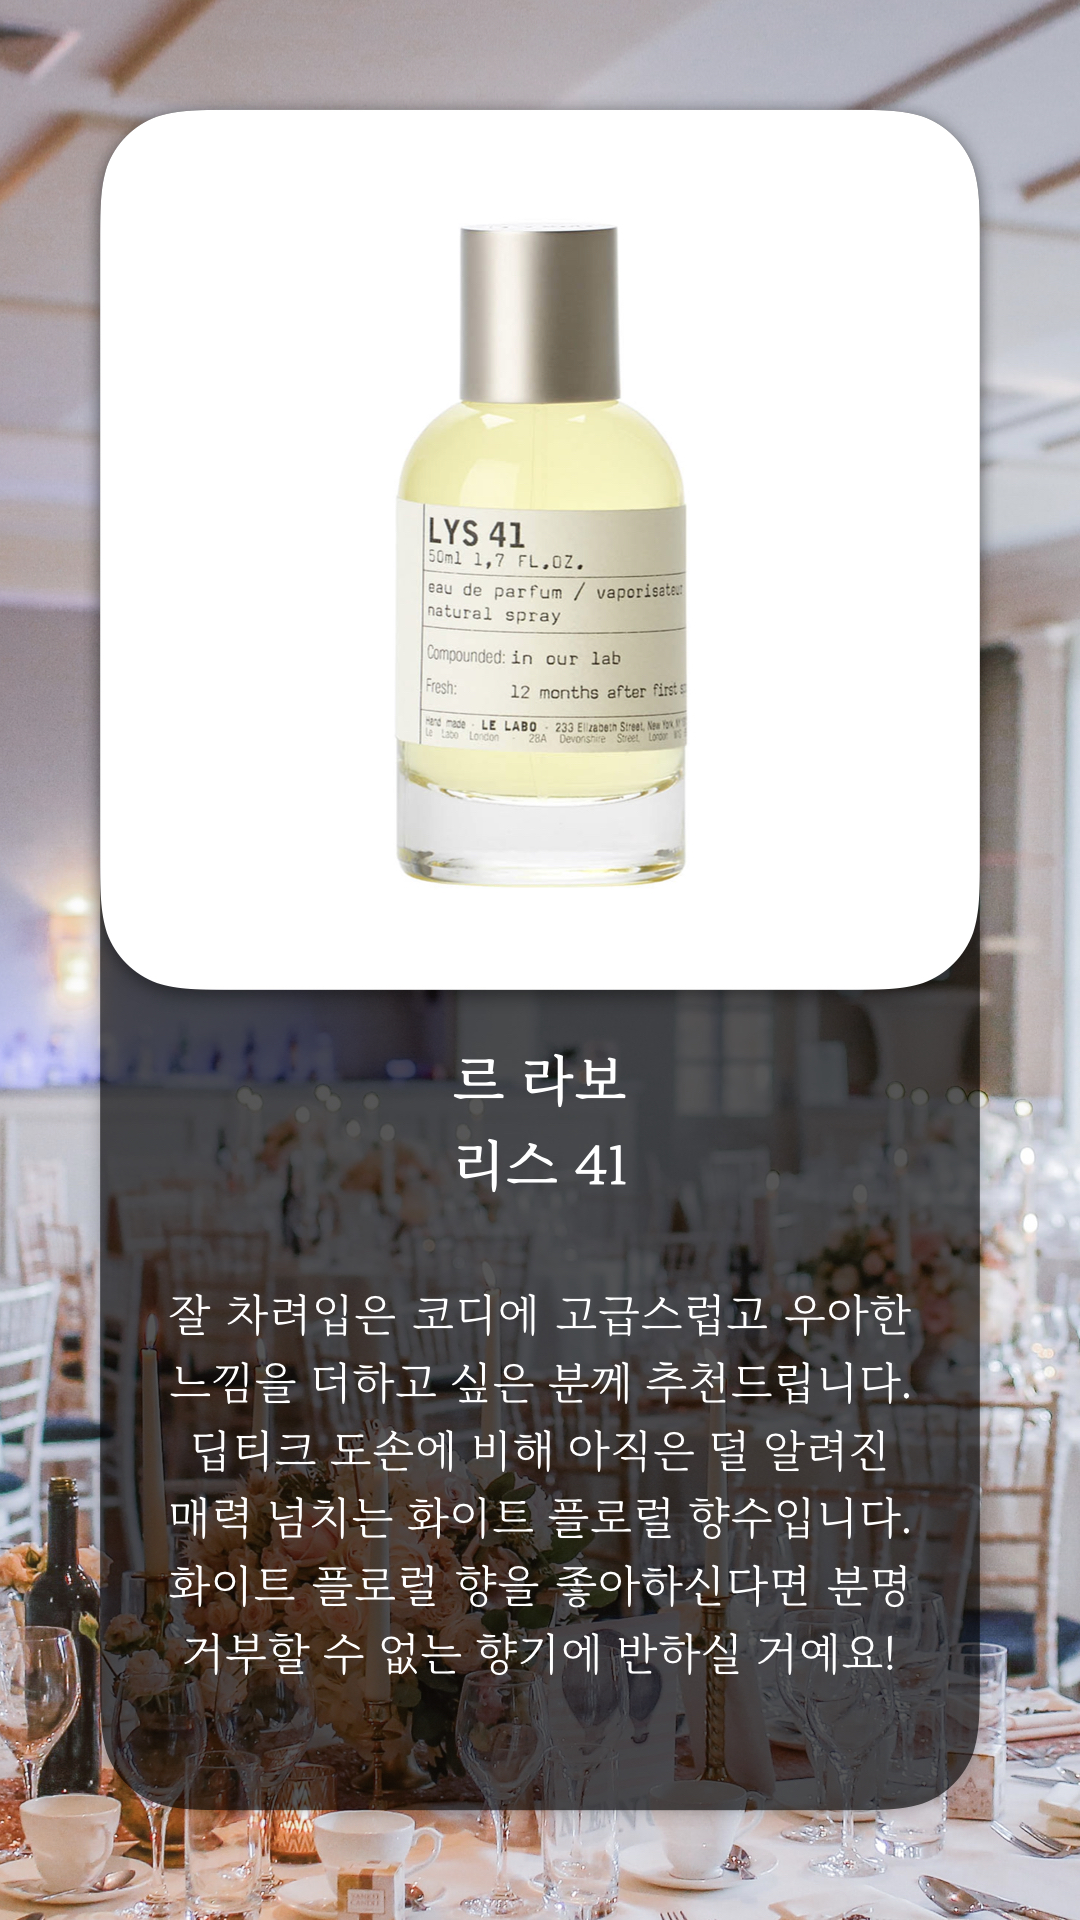 LYS 41
50ml 1,7 FL.OZ.
eau de parfum / vaporisateur
natural spray
Compounded: in our lab
Fresh: 12 months after first
Hand made - LE LABO - 233 Elizabeth Street, New York, NY
Le Labo London - 28A Devonshire Street, London
르 라보
리스 41
잘 차려입은 코디에 고급스럽고 우아한
느낌을 더하고 싶은 분께 추천드립니다.
딥티크 도손에 비해 아직은 덜 알려진
매력 넘치는 화이트 플로럴 향수입니다.
화이트 플로럴 향을 좋아하신다면 분명
거부할 수 없는 향기에 반하실 거예요!
YANKEE CANDLE